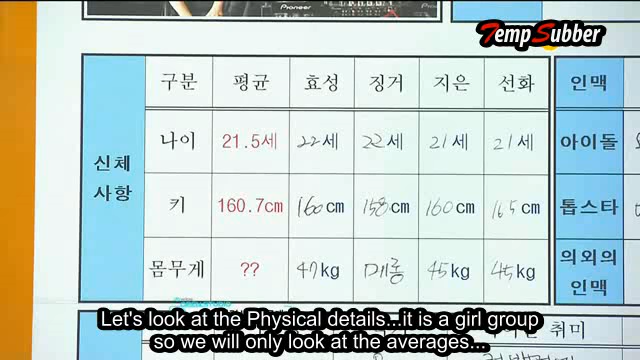 Pioneer
TempSubber
구분 평균 효성 징거 지은 선화 인맥
나이 21.5세 22세 22세 21세 21세 아이돌
신체
사항
키 160.7cm 160cm 158cm 160cm 165cm 톱스타
몸무게 ?? 47kg 메롱 45kg 45kg 의외의
인맥
Let's look at the Physical details...it is a girl group
so we will only look at the averages...
취미